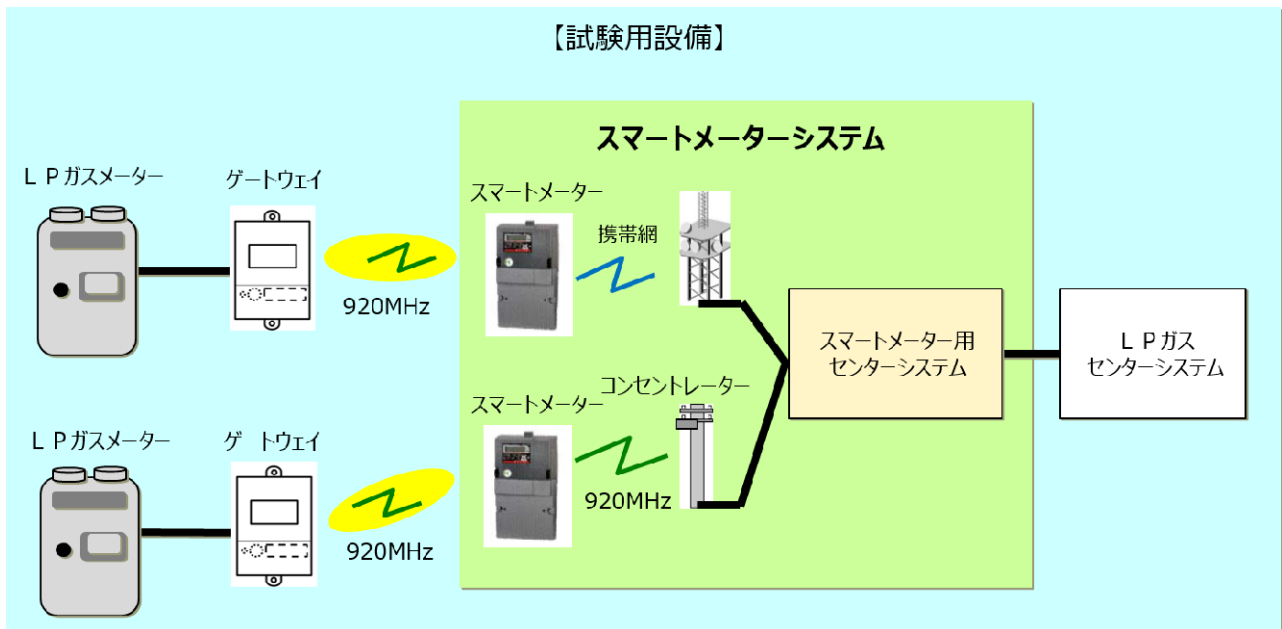 【試験用設備】
スマートメーターシステム
LPガスメーター
ゲートウェイ
920MHz
スマートメーター
携帯網
スマートメーター用
センターシステム
LPガス
センターシステム
LPガスメーター
ゲ トウェイ
920MHz
スマートメーター
920MHz
コンセントレーター